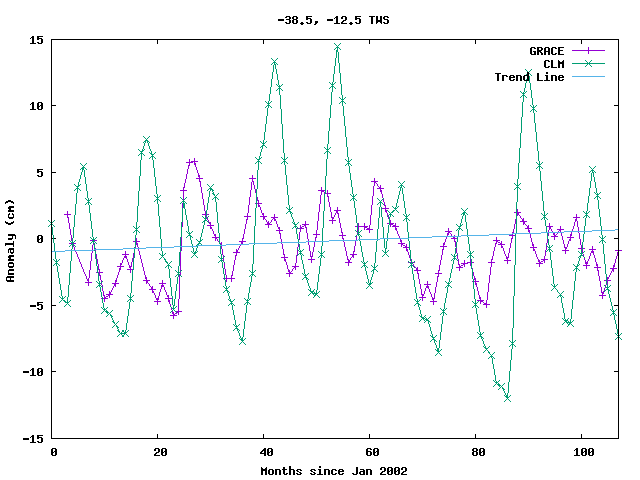 -38.5, -12.5 TWS
GRACE
CLM
Trend Line
15
10
5
0
-5
-10
-15
Anomaly (cm)
0 20 40 60 80 100
Months since Jan 2002